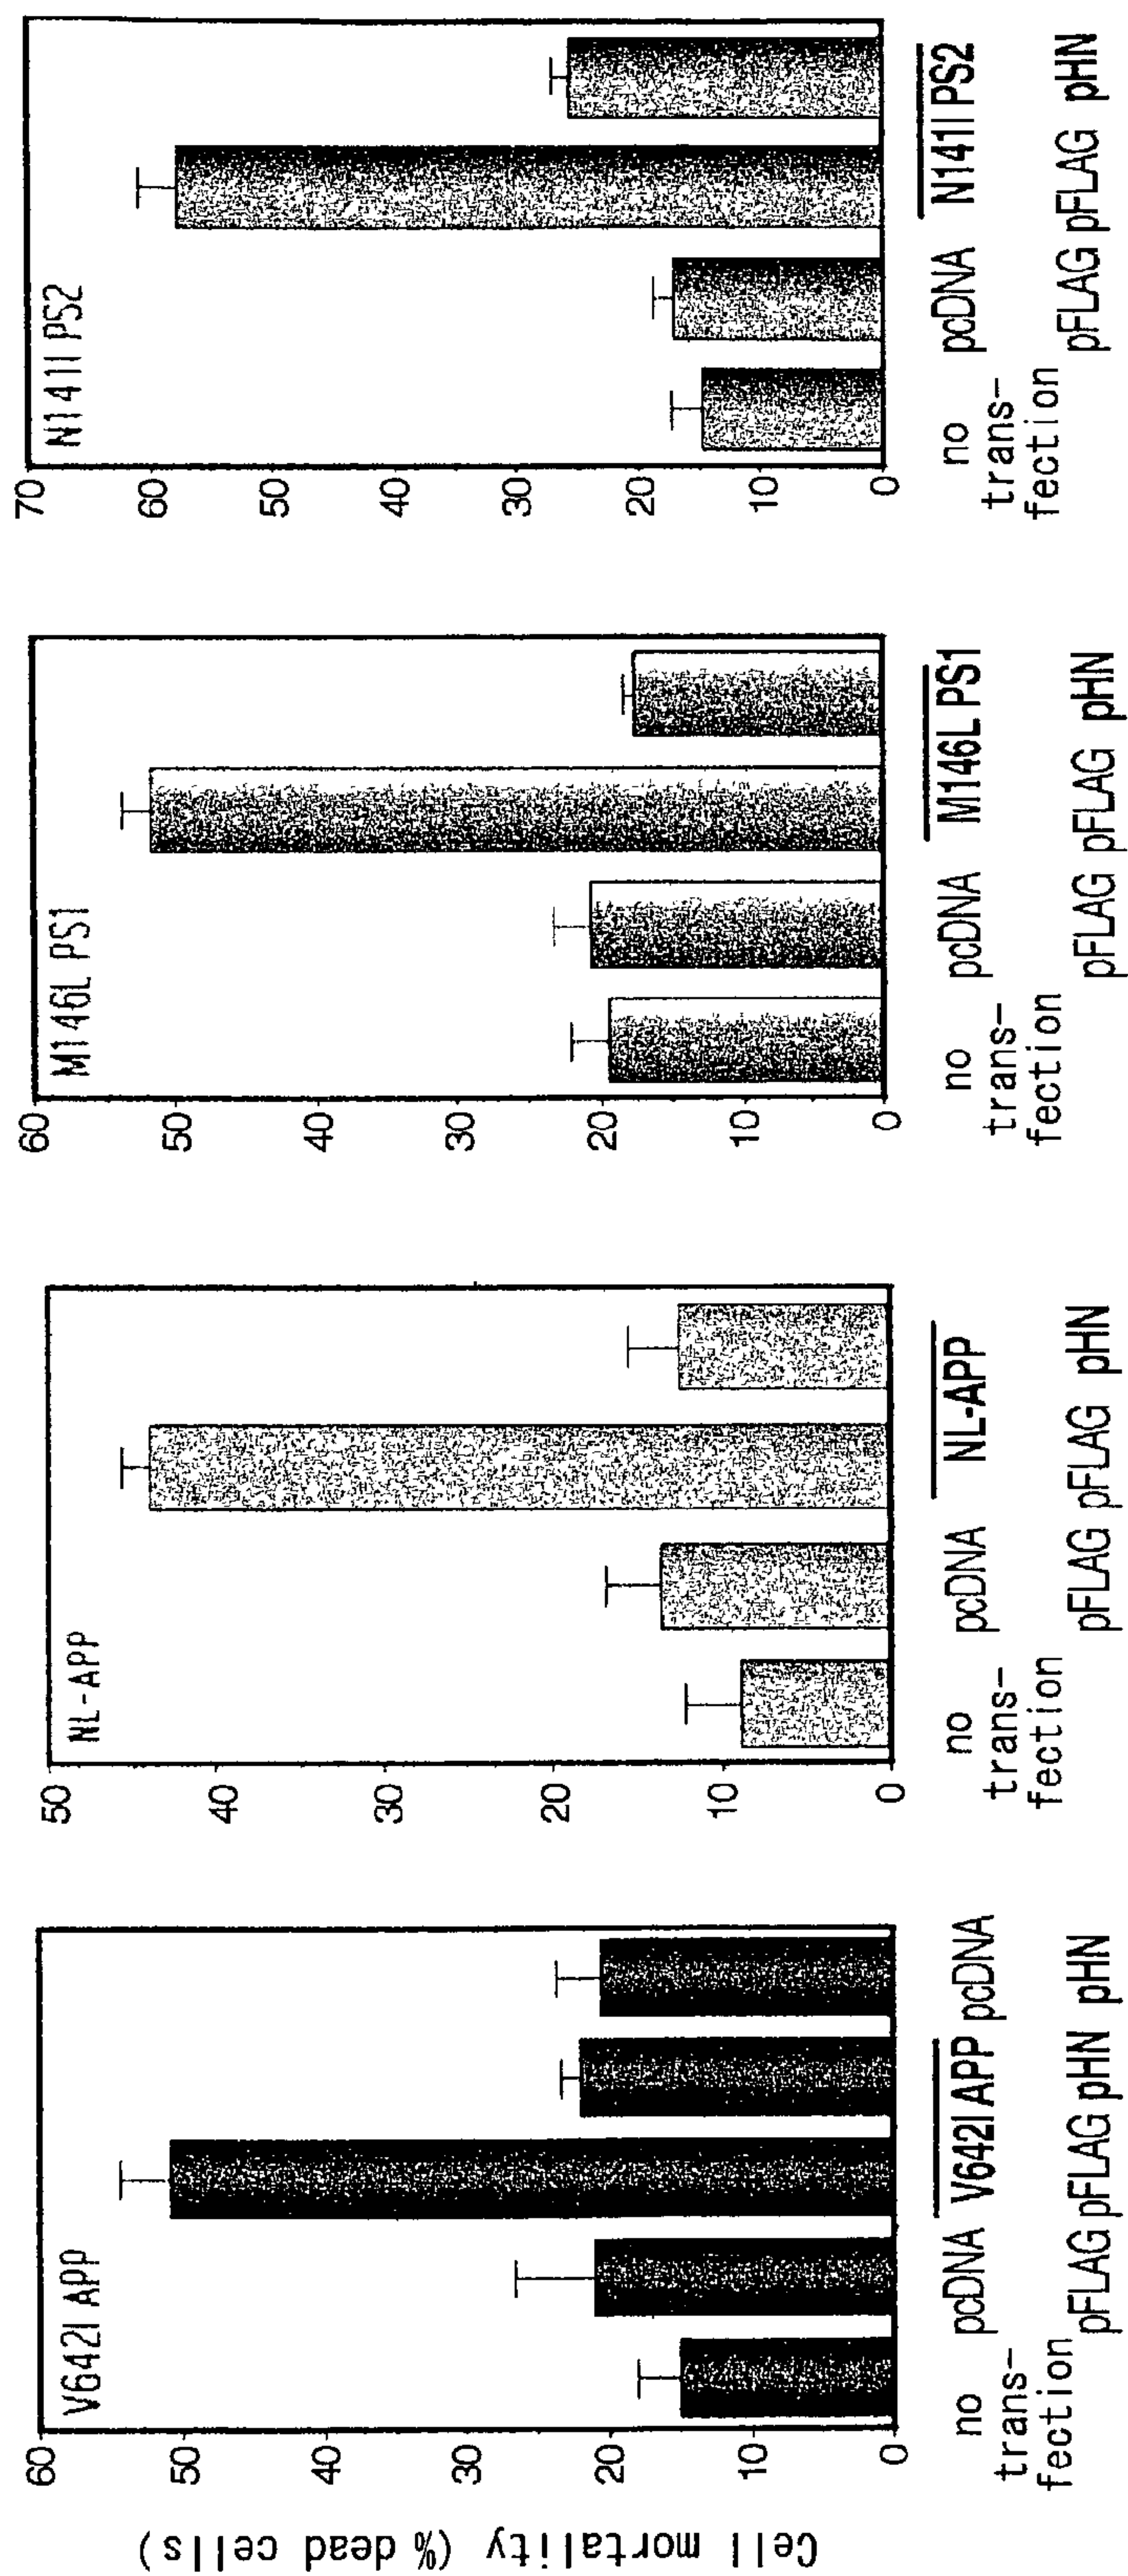 Cell mortality (% dead cells)
60
50
40
30
20
10
0
V642I APP
no
trans-
fection
pcDNA V642I APP pcDNA
pFLAG pFLAG pHN pHN
50
40
30
20
10
0
NL-APP
no
trans-
fection
pcDNA NL-APP
pFLAG pFLAG pHN
60
50
40
30
20
10
0
M146L PS1
no
trans-
fection
pcDNA M146L PS1
pFLAG pFLAG pHN
70
60
50
40
30
20
10
0
N141I PS2
no
trans-
fection
pcDNA N141I PS2
pFLAG pFLAG pHN